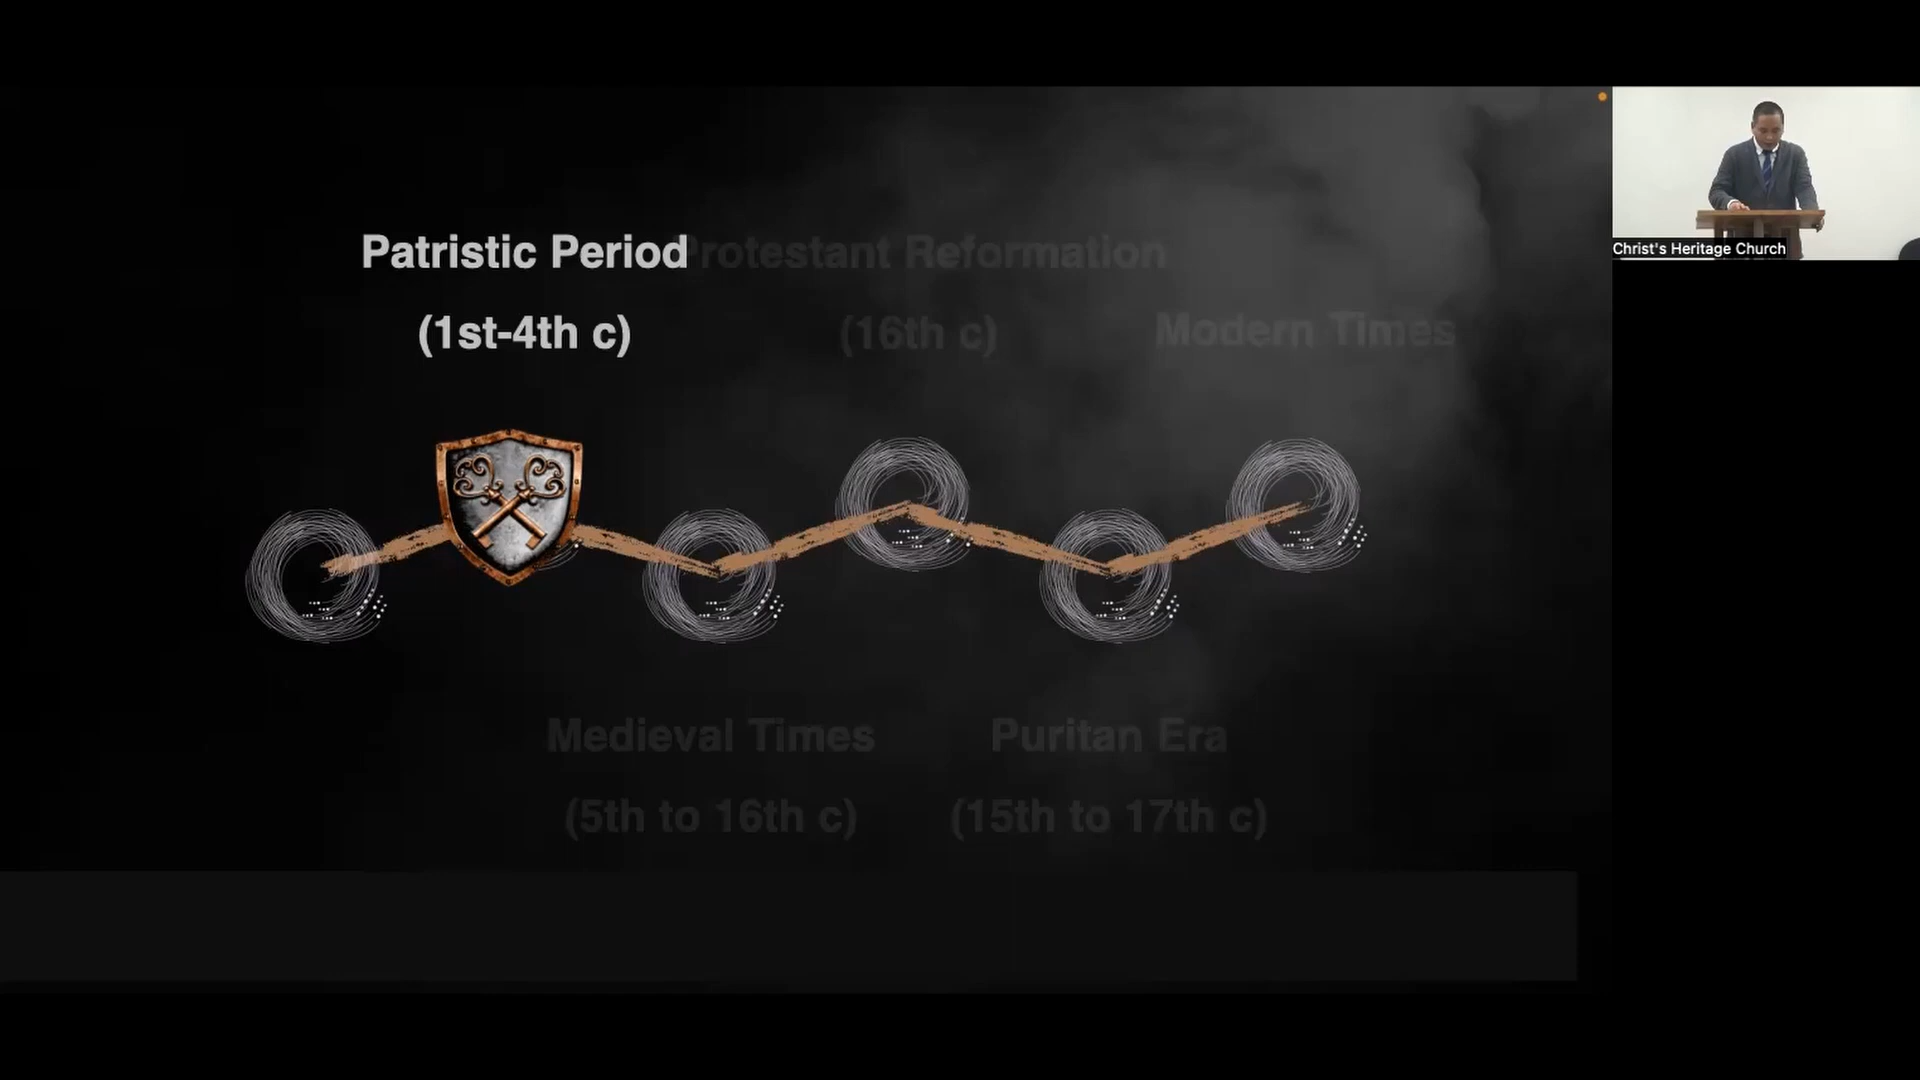 Patristic Period
(1st-4th c)
Protestant Reformation
(16th c)
Modern Times
Medieval Times
(5th to 16th c)
Puritan Era
(15th to 17th c)
Christ's Heritage Church